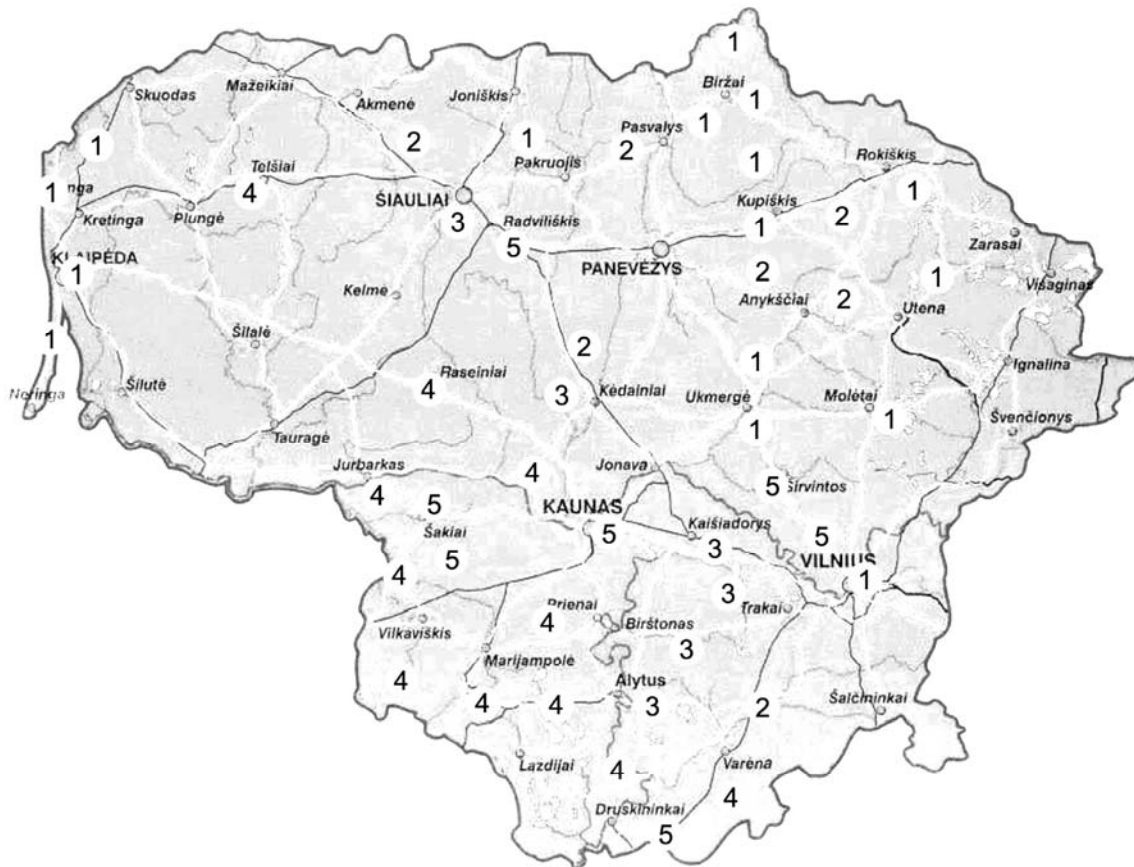 1
Mažeikiai
Skuodas
Akmenė
Joniškis
Biržai
1
1
1
2
1
Pasvalys
2
1
Telšiai
4
Pakruojis
Rokiškis
1
nga
Kretinga
Plungė
ŠIAULIAI
3
Radviliškis
5
Kupiškis
1
2
1
Zarasai
KLAIPĖDA
1
Kelmė
PANEVĖŽYS
2
1
Visaginas
Anykščiai
2
Utena
1
Šilalė
2
1
Ignalina
Neringa
Šilutė
4
Raseiniai
3
Kėdainiai
Ukmergė
Molėtai
1
Švenčionys
Tauragė
1
Jurbarkas
4
Jonava
4
5
KAUNAS
5
Širvintos
Šakiai
5
Kaišiadorys
5
5
3
VILNIUS
4
1
3
Trakai
Vilkaviškis
Prienai
4
Birštonas
Marijampolė
3
4
4
4
Alytus
3
2
Šalčininkai
Lazdijai
4
Varėna
4
Druskininkai
5